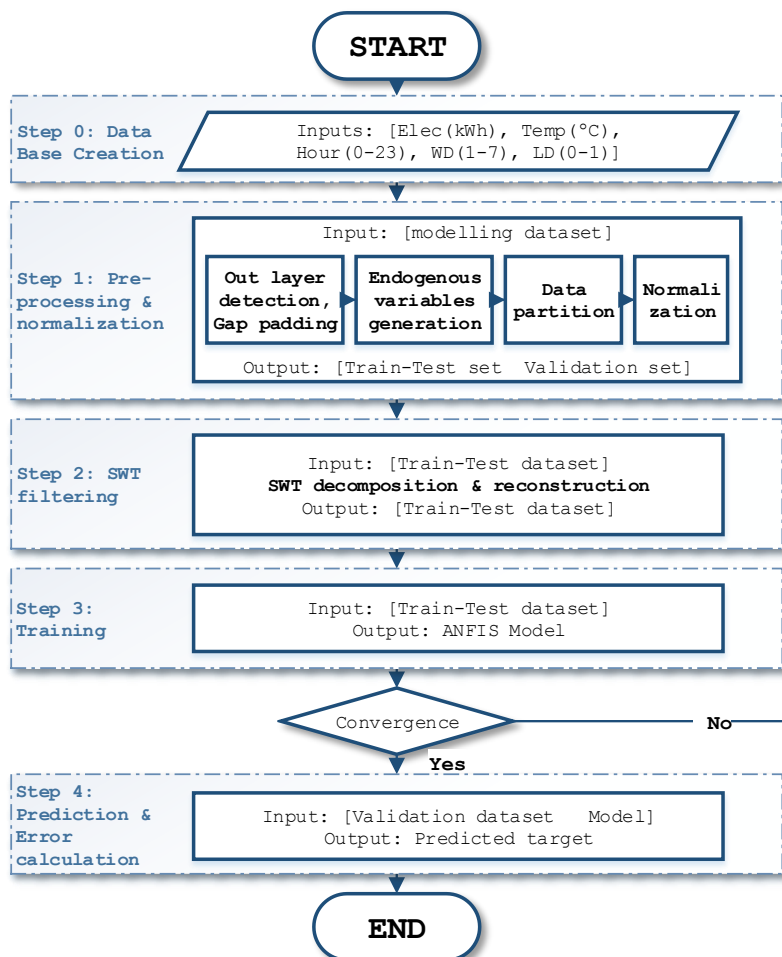 START
Step 0: Data
Base Creation
Inputs: [Elec(kWh), Temp(ºC),
Hour(0-23), WD(1-7), LD(0-1)]
Step 1: Pre-
processing &
normalization
Input: [modelling dataset]
Out layer
detection,
Gap padding
Endogenous
variables
generation
Data
partition
Normali
zation
Output: [Train-Test set Validation set]
Step 2: SWT
filtering
Input: [Train-Test dataset]
SWT decomposition & reconstruction
Output: [Train-Test dataset]
Step 3:
Training
Input: [Train-Test dataset]
Output: ANFIS Model
Convergence
No
Yes
Step 4:
Prediction &
Error
calculation
Input: [Validation dataset Model]
Output: Predicted target
END